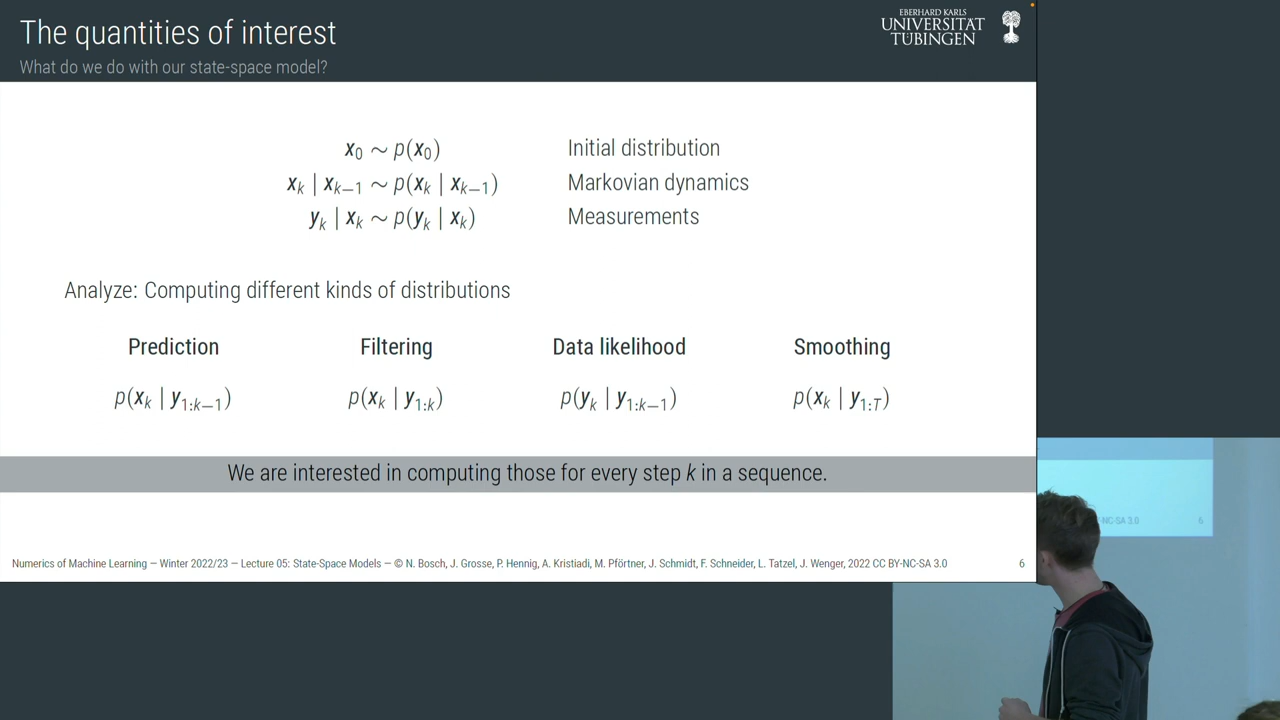 The quantities of interest
What do we do with our state-space model?
EBERHARD KARLS
UNIVERSITÄT
TÜBINGEN
x₀ ∼ p(x₀) Initial distribution
xₖ | xₖ₋₁ ∼ p(xₖ | xₖ₋₁) Markovian dynamics
yₖ | xₖ ∼ p(yₖ | xₖ) Measurements
Analyze: Computing different kinds of distributions
Prediction Filtering Data likelihood Smoothing
p(xₖ | y₁:ₖ₋₁) p(xₖ | y₁:ₖ) p(yₖ | y₁:ₖ₋₁) p(xₖ | y₁:T)
We are interested in computing those for every step k in a sequence.
Numerics of Machine Learning — Winter 2022/23 — Lecture 05: State-Space Models — © N. Bosch, J. Grosse, P. Hennig, A. Kristiadi, M. Pförtner, J. Schmidt, F. Schneider, L. Tatzel, J. Wenger, 2022 CC BY-NC-SA 3.0 6
NC-SA 3.0 6